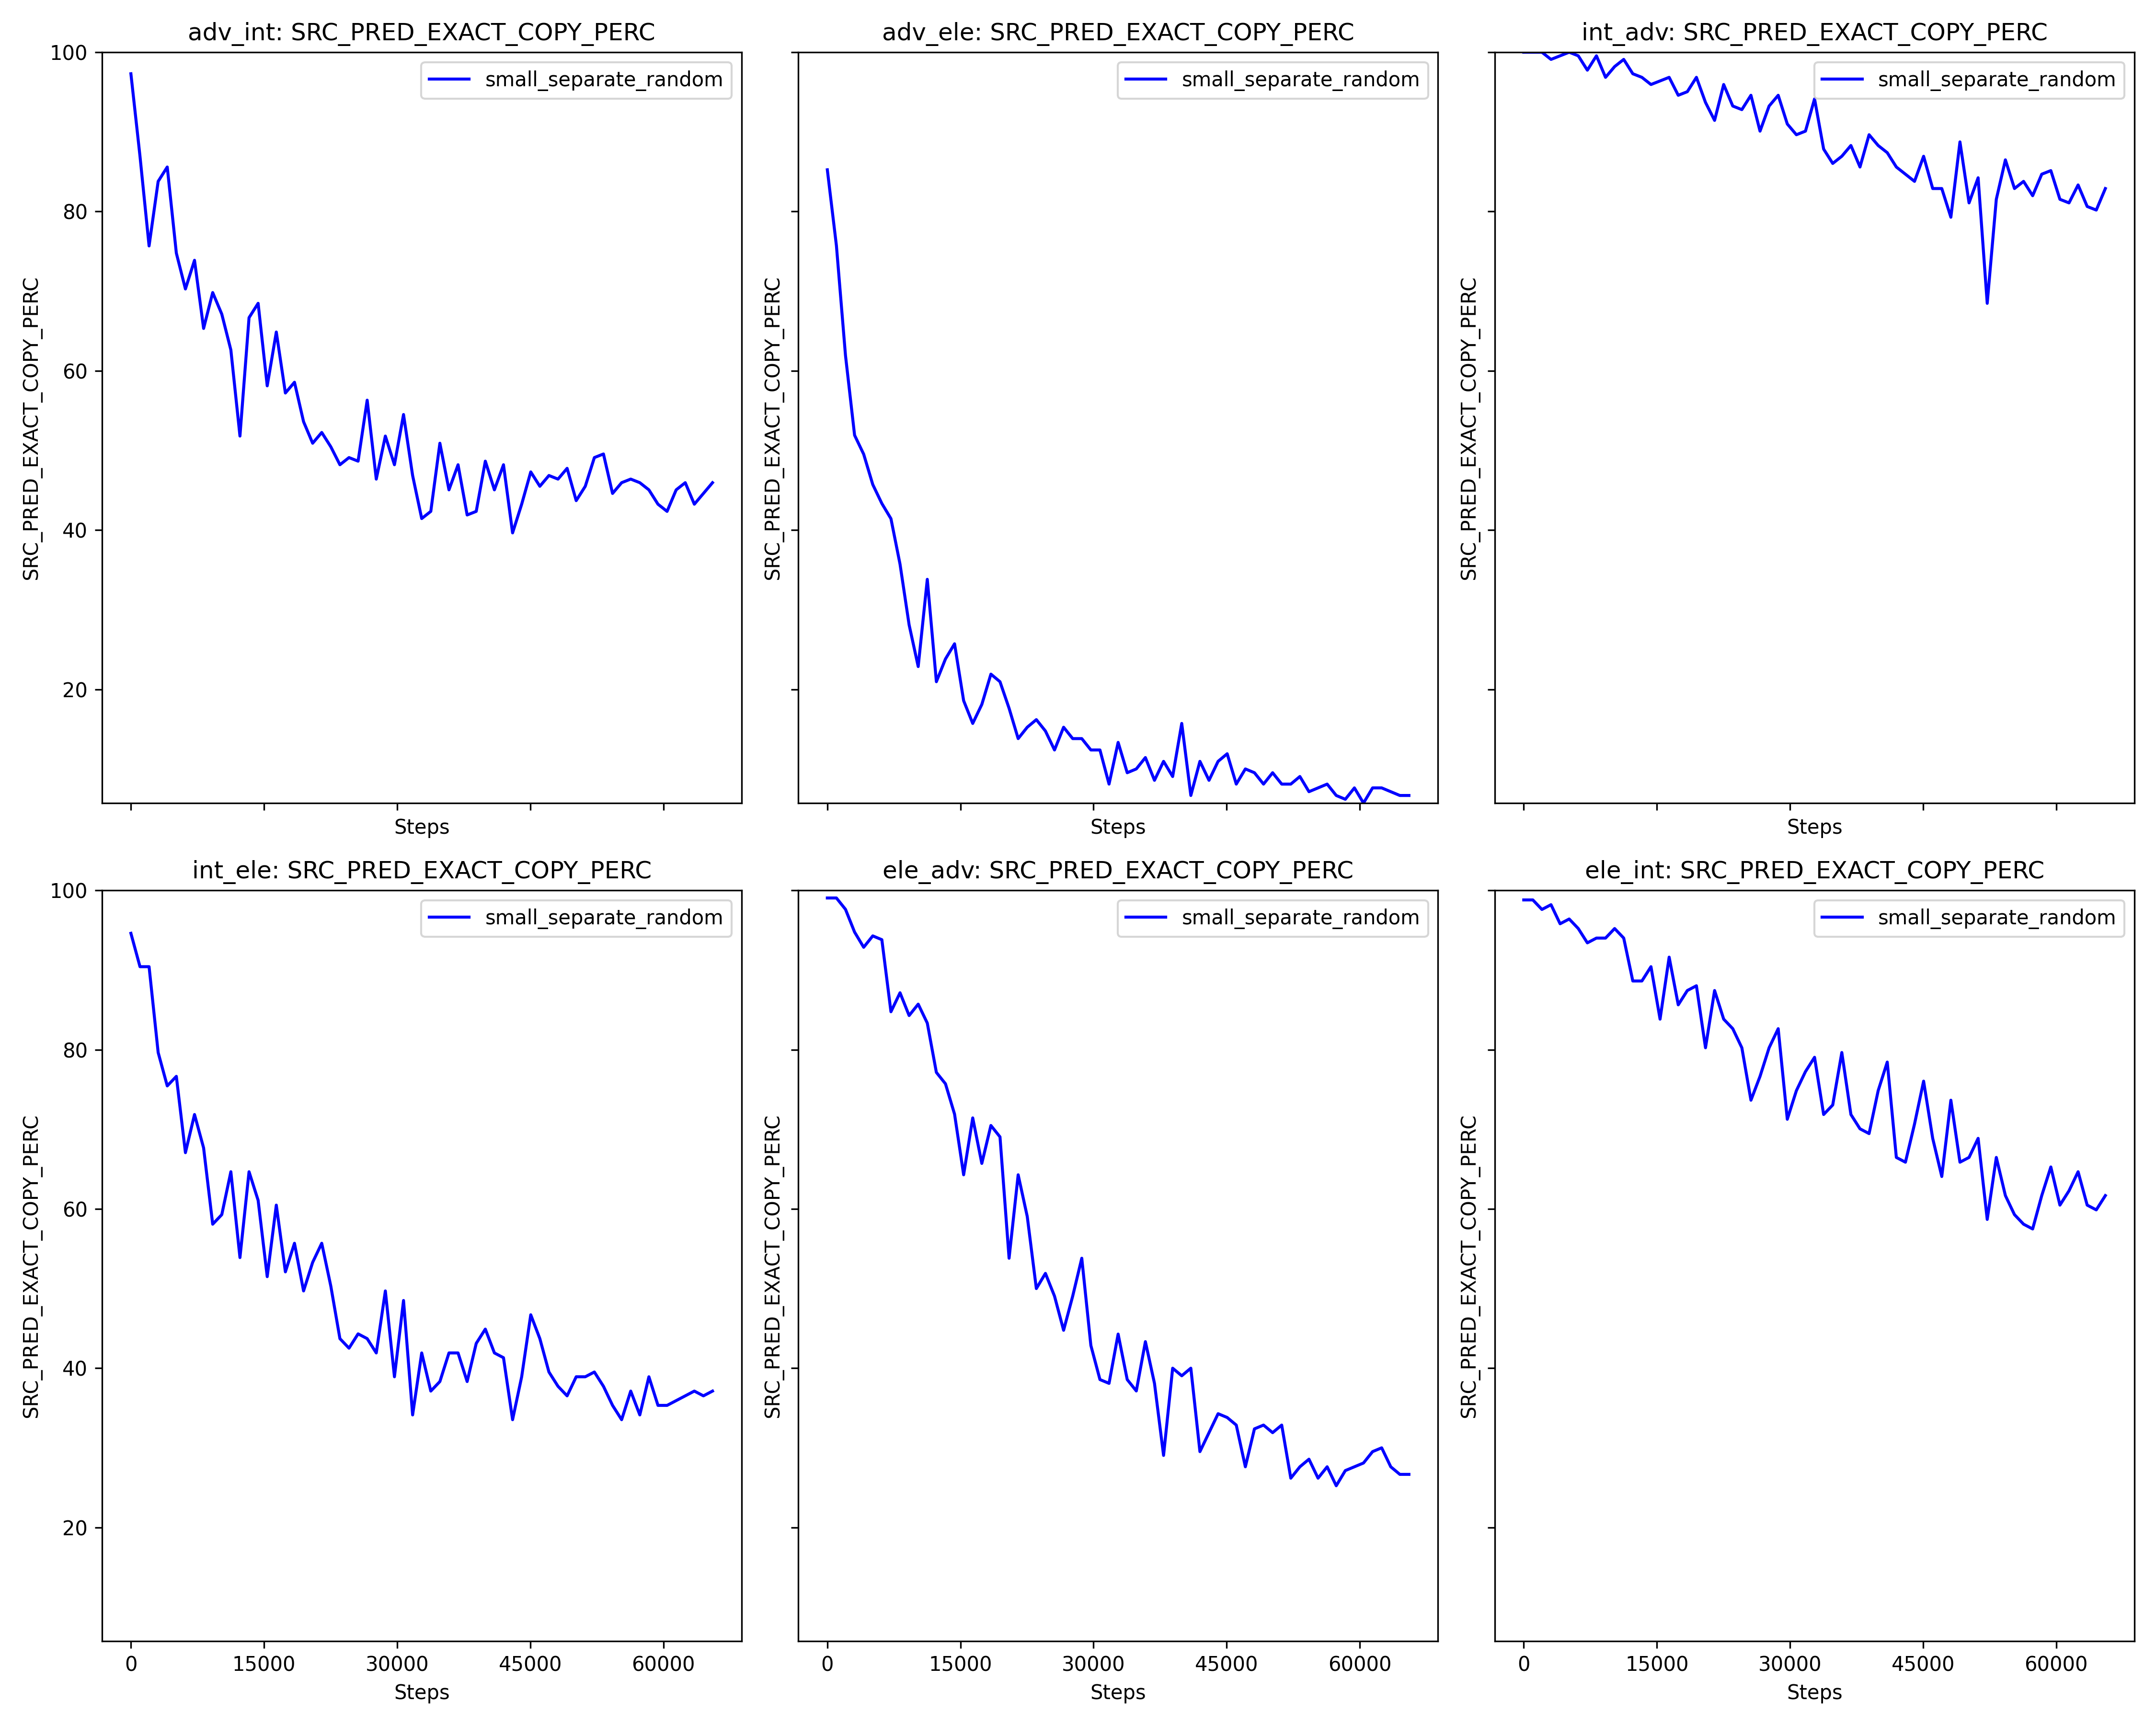 adv_int: SRC_PRED_EXACT_COPY_PERC
adv_ele: SRC_PRED_EXACT_COPY_PERC
int_adv: SRC_PRED_EXACT_COPY_PERC
small_separate_random
small_separate_random
small_separate_random
SRC_PRED_EXACT_COPY_PERC
SRC_PRED_EXACT_COPY_PERC
SRC_PRED_EXACT_COPY_PERC
100
80
60
40
20
Steps
Steps
Steps
int_ele: SRC_PRED_EXACT_COPY_PERC
ele_adv: SRC_PRED_EXACT_COPY_PERC
ele_int: SRC_PRED_EXACT_COPY_PERC
small_separate_random
small_separate_random
small_separate_random
SRC_PRED_EXACT_COPY_PERC
SRC_PRED_EXACT_COPY_PERC
SRC_PRED_EXACT_COPY_PERC
100
80
60
40
20
0 15000 30000 45000 60000
0 15000 30000 45000 60000
0 15000 30000 45000 60000
Steps
Steps
Steps